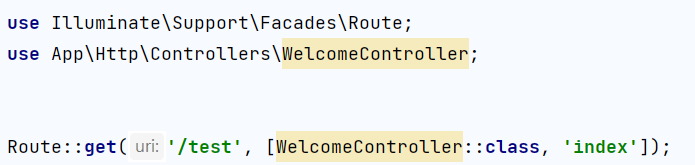 use Illuminate\Support\Facades\Route;
use App\Http\Controllers\WelcomeController;
Route::get( uri: '/test', [WelcomeController::class, 'index']);